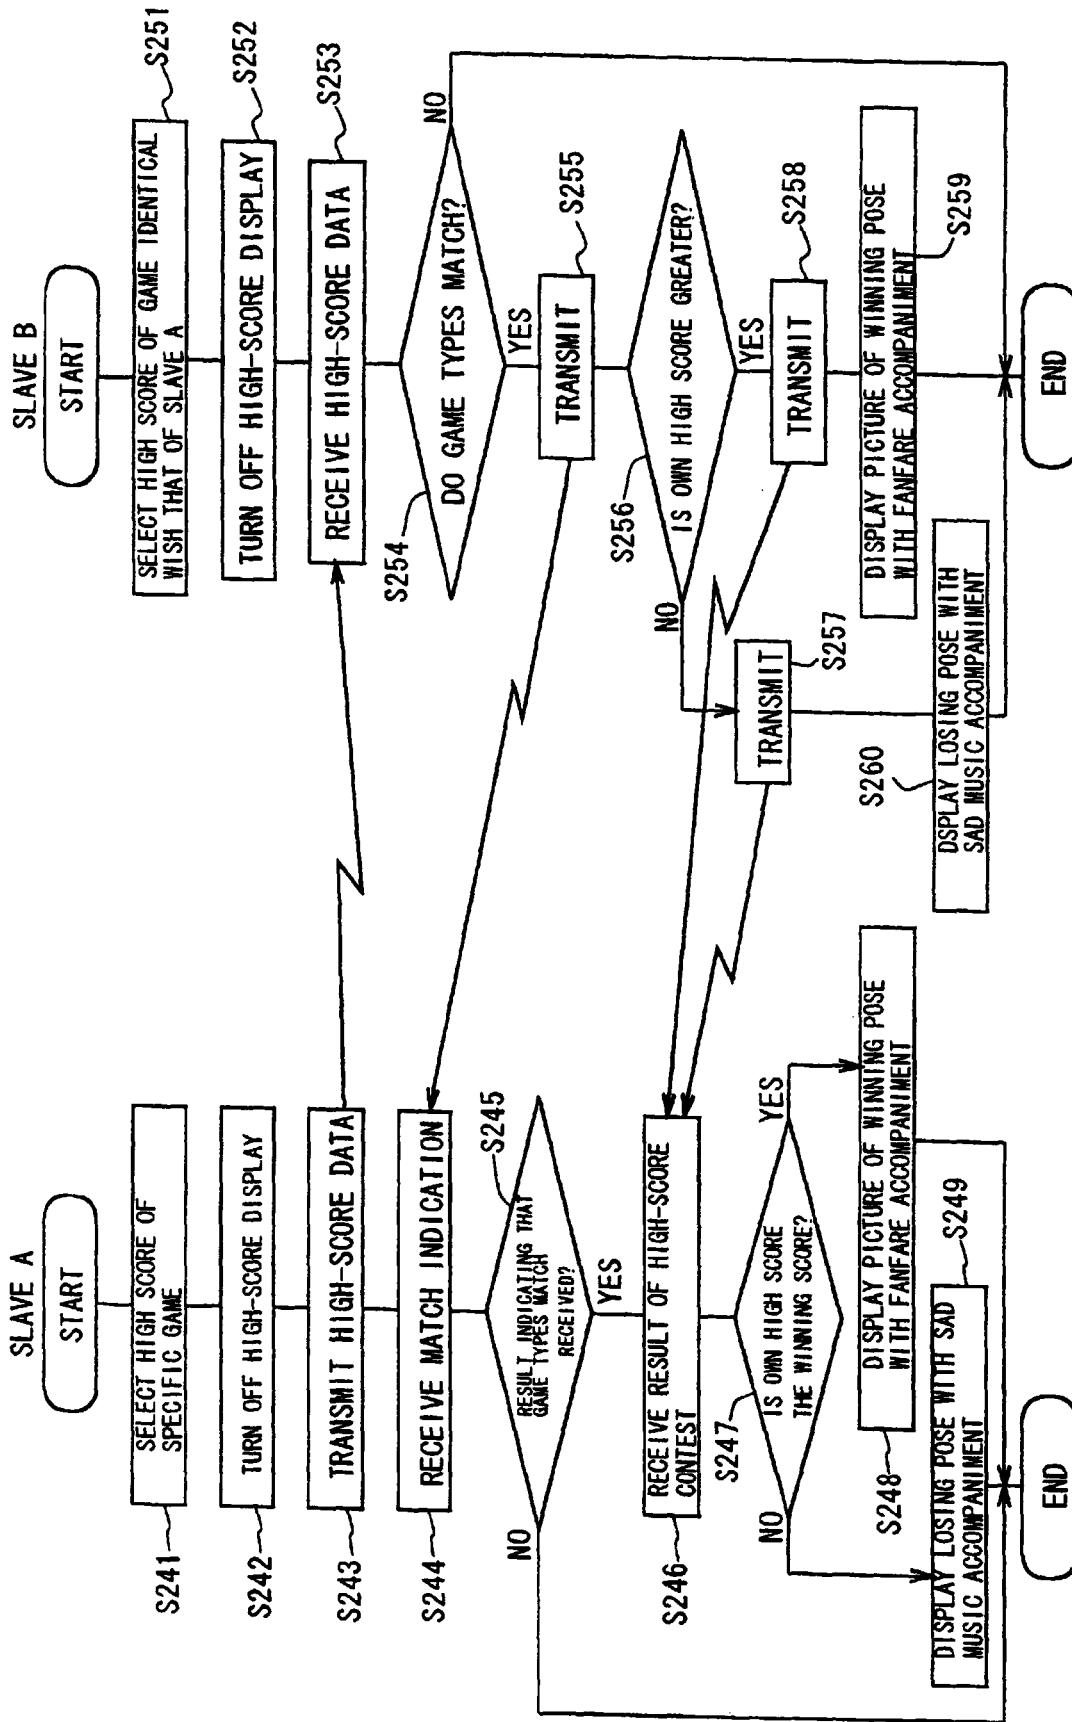 SLAVE A
START
SELECT HIGH SCORE OF
SPECIFIC GAME
S241
TURN OFF HIGH-SCORE DISPLAY
S242
TRANSMIT HIGH-SCORE DATA
S243
RECEIVE MATCH INDICATION
S244
RESULT INDICATING THAT
GAME TYPES MATCH
RECEIVED?
S245
NO
YES
RECEIVE RESULT OF HIGH-SCORE
CONTEST
S246
IS OWN HIGH SCORE
THE WINNING SCORE?
S247
NO
YES
DISPLAY PICTURE OF WINNING POSE
WITH FANFARE ACCOMPANIMENT
S248
DISPLAY LOSING POSE WITH SAD
MUSIC ACCOMPANIMENT
S249
END
SLAVE B
START
SELECT HIGH SCORE OF GAME IDENTICAL
WISH THAT OF SLAVE A
S251
TURN OFF HIGH-SCORE DISPLAY
S252
RECEIVE HIGH-SCORE DATA
S253
DO GAME TYPES MATCH?
S254
NO
YES
TRANSMIT
S255
IS OWN HIGH SCORE GREATER?
S256
NO
YES
TRANSMIT
S257
TRANSMIT
S258
DISPLAY PICTURE OF WINNING POSE
WITH FANFARE ACCOMPANIMENT
S259
DSPLAY LOSING POSE WITH
SAD MUSIC ACCOMPANIMENT
S260
END